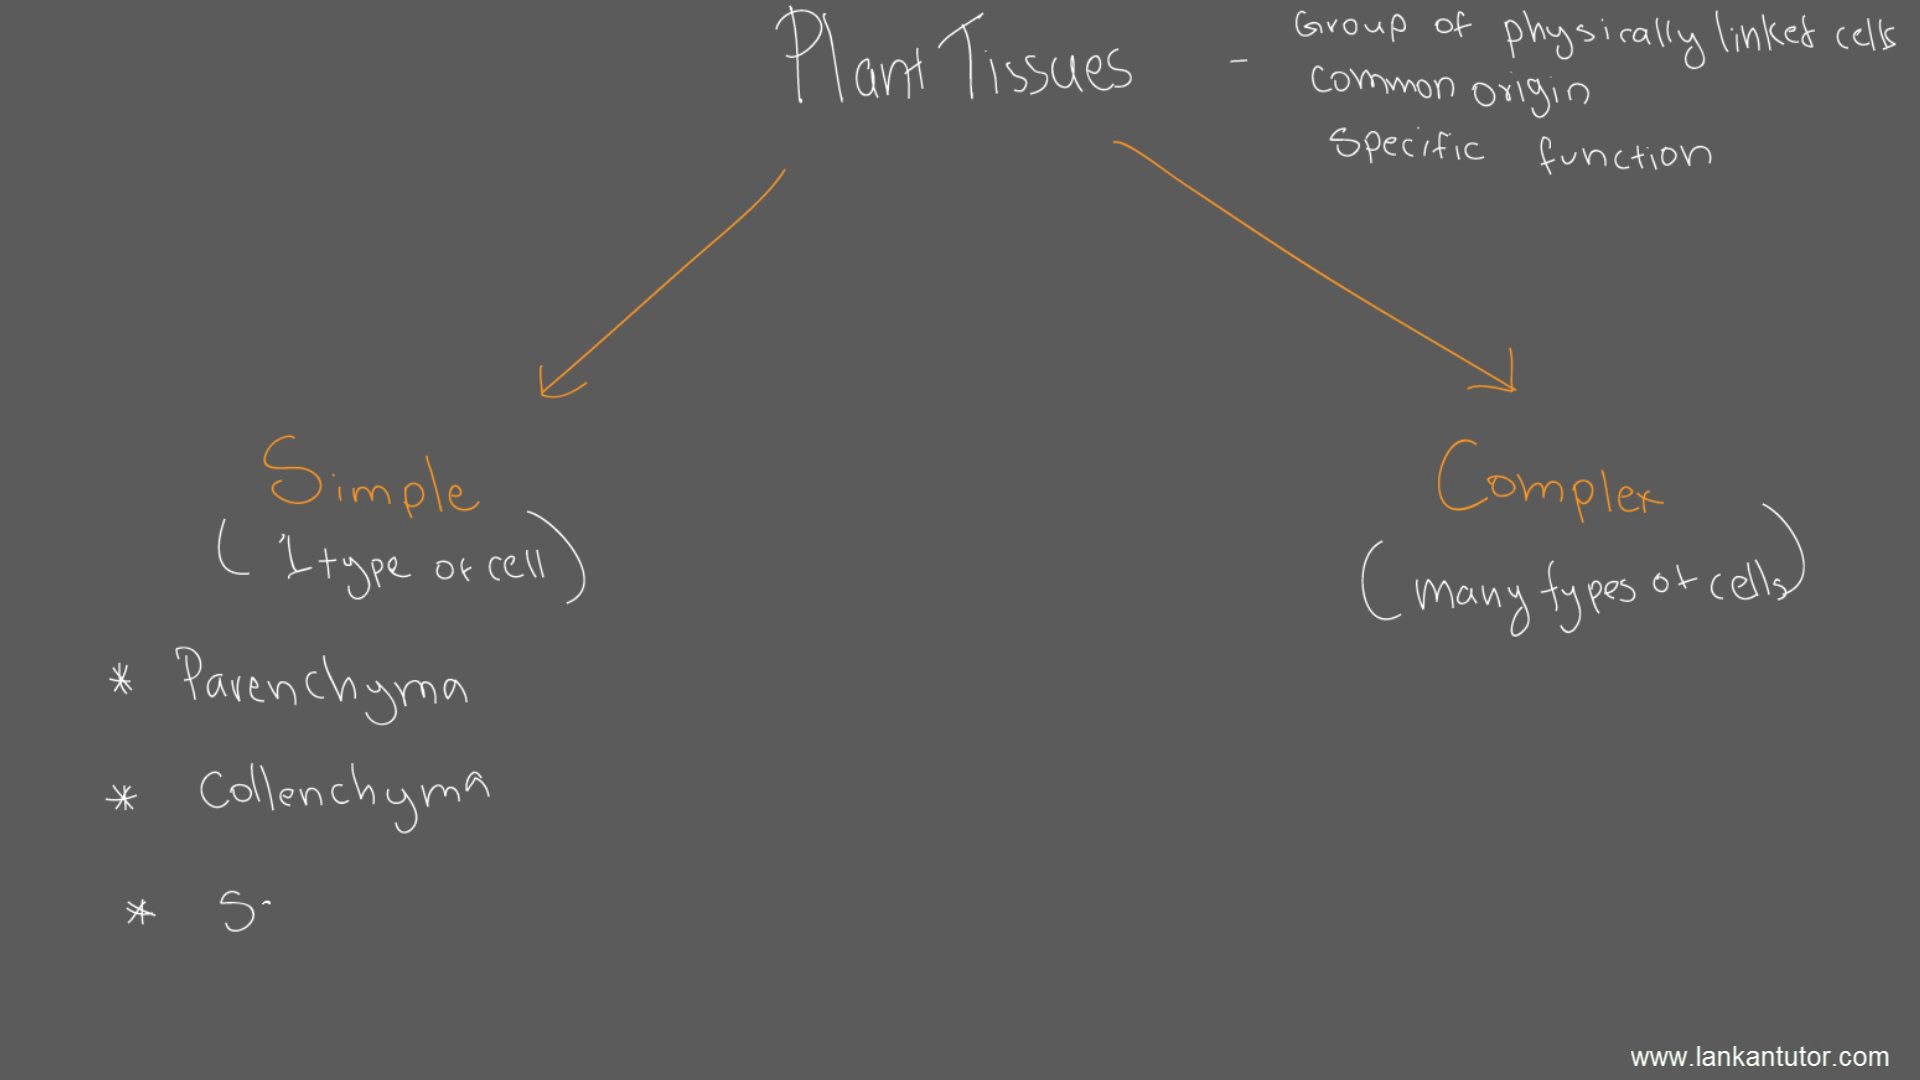 Plant Tissues - Group of physically linked cells
common origin
specific function
Simple
(1 type of cell)
Complex
(many types of cells)
* Parenchyma
* Collenchyma
* S
www.lankantutor.com